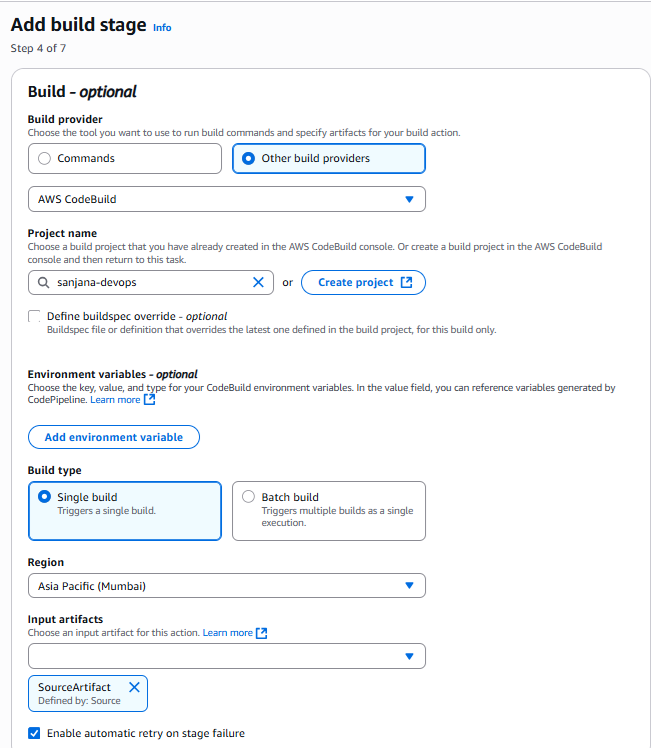 Add build stage Info
Step 4 of 7
Build - optional
Build provider
Choose the tool you want to use to run build commands and specify artifacts for your build action.
Commands
Other build providers
AWS CodeBuild
Project name
Choose a build project that you have already created in the AWS CodeBuild console. Or create a build project in the AWS CodeBuild
console and then return to this task.
sanjana-devops
or
Create project
Define buildspec override - optional
Buildspec file or definition that overrides the latest one defined in the build project, for this build only.
Environment variables - optional
Choose the key, value, and type for your CodeBuild environment variables. In the value field, you can reference variables generated by
CodePipeline. Learn more
Add environment variable
Build type
Single build
Triggers a single build.
Batch build
Triggers multiple builds as a single
execution.
Region
Asia Pacific (Mumbai)
Input artifacts
Choose an input artifact for this action. Learn more
SourceArtifact
Defined by: Source
Enable automatic retry on stage failure